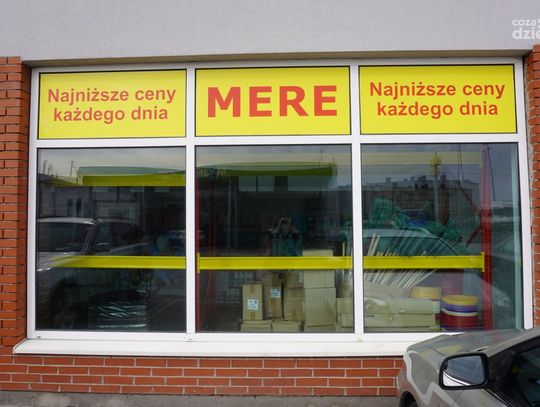 Najniższe ceny
każdego dnia
MERE
Najniższe ceny
każdego dnia